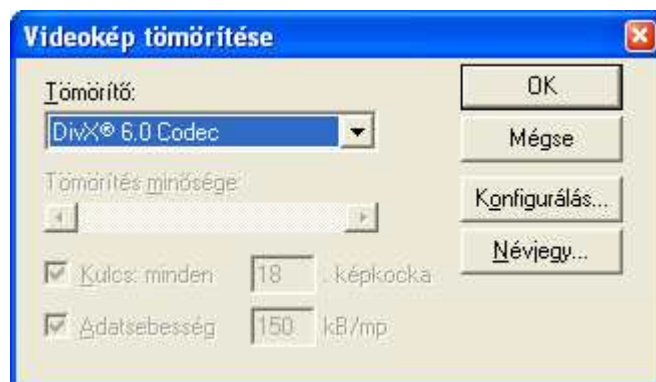 Videokép tömörítése
Tömörítő:
DivX® 6.0 Codec
Tömörítés minősége:
Kulcs: minden 18 . képkocka
Adatsebesség 150 kB/mp
OK
Mégse
Konfigurálás...
Névjegy...